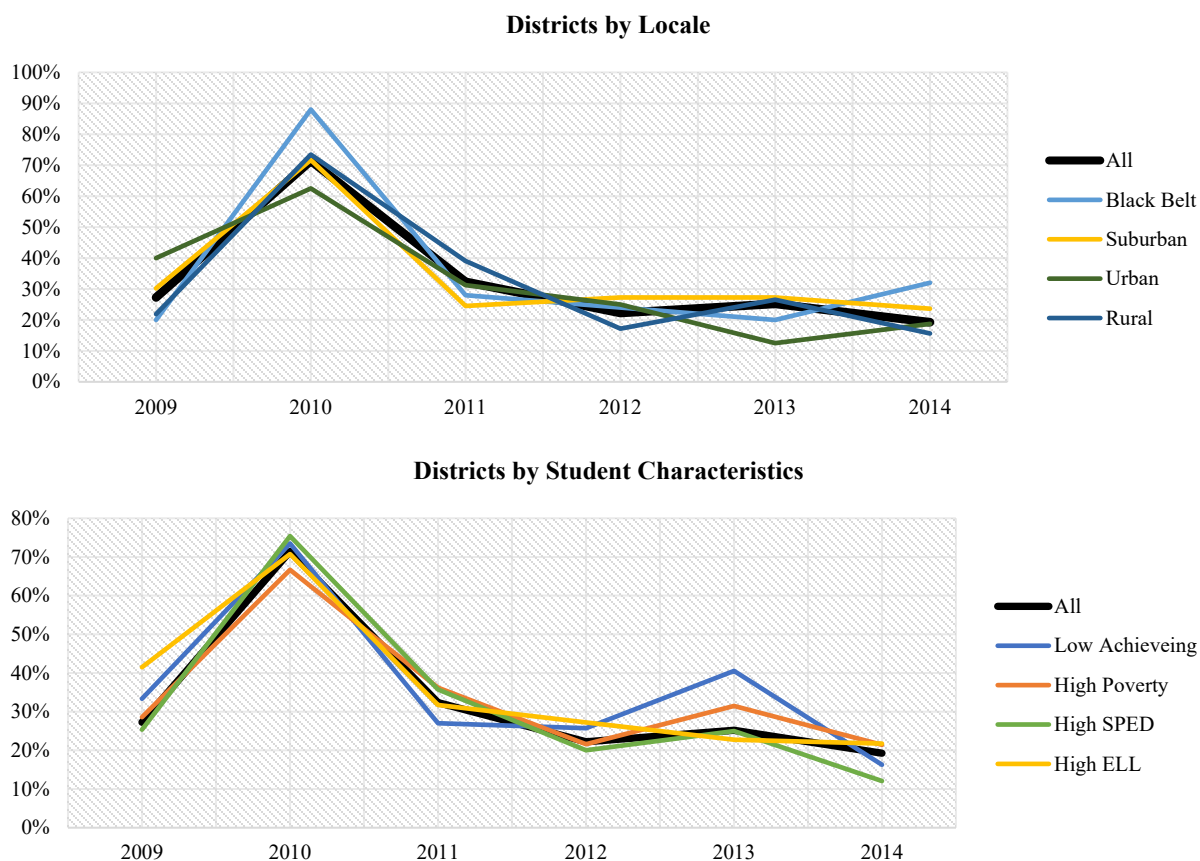 Districts by Locale
100%
90%
80%
70%
60%
50%
40%
30%
20%
10%
0%
2009 2010 2011 2012 2013 2014
All
Black Belt
Suburban
Urban
Rural
Districts by Student Characteristics
80%
70%
60%
50%
40%
30%
20%
10%
0%
2009 2010 2011 2012 2013 2014
All
Low Achieveing
High Poverty
High SPED
High ELL